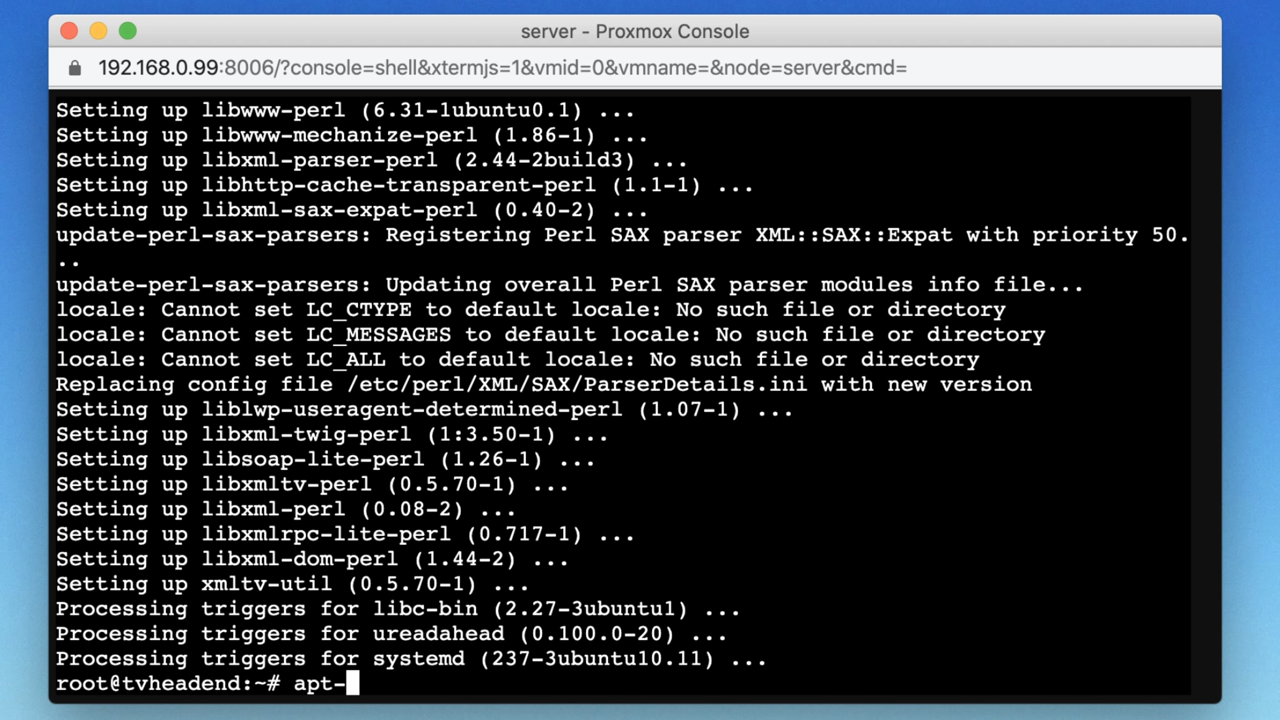 server - Proxmox Console
192.168.0.99:8006/?console=shell&xtermjs=1&vmid=0&vmname=&node=server&cmd=
Setting up libwww-perl (6.31-1ubuntu0.1) ...
Setting up libwww-mechanize-perl (1.86-1) ...
Setting up libxml-parser-perl (2.44-2build3) ...
Setting up libhttp-cache-transparent-perl (1.1-1) ...
Setting up libxml-sax-expat-perl (0.40-2) ...
update-perl-sax-parsers: Registering Perl SAX parser XML::SAX::Expat with priority 50.
..
update-perl-sax-parsers: Updating overall Perl SAX parser modules info file...
locale: Cannot set LC_CTYPE to default locale: No such file or directory
locale: Cannot set LC_MESSAGES to default locale: No such file or directory
locale: Cannot set LC_ALL to default locale: No such file or directory
Replacing config file /etc/perl/XML/SAX/ParserDetails.ini with new version
Setting up liblwp-useragent-determined-perl (1.07-1) ...
Setting up libxml-twig-perl (1:3.50-1) ...
Setting up libsoap-lite-perl (1.26-1) ...
Setting up libxmltv-perl (0.5.70-1) ...
Setting up libxml-perl (0.08-2) ...
Setting up libxmlrpc-lite-perl (0.717-1) ...
Setting up libxml-dom-perl (1.44-2) ...
Setting up xmltv-util (0.5.70-1) ...
Processing triggers for libc-bin (2.27-3ubuntu1) ...
Processing triggers for ureadahead (0.100.0-20) ...
Processing triggers for systemd (237-3ubuntu10.11) ...
root@tvheadend:~# apt-